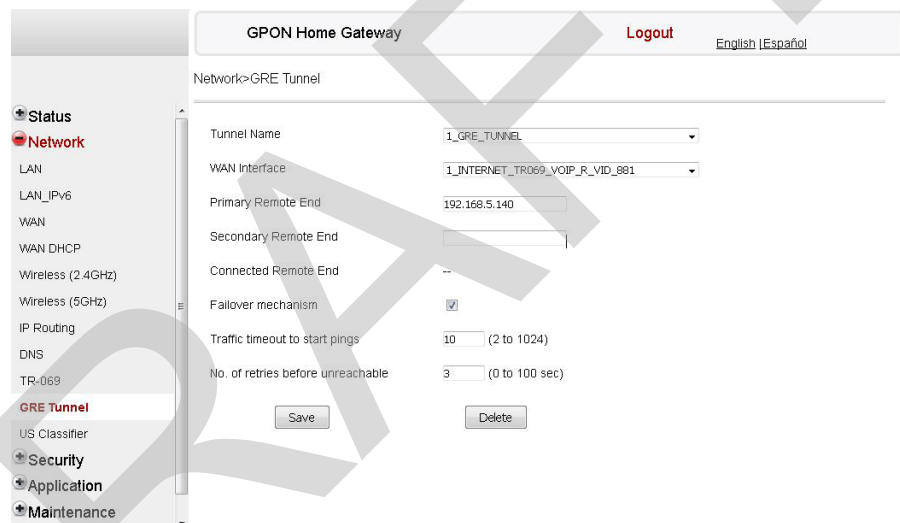 GPON Home Gateway
Logout
English | Español
Network>GRE Tunnel
Status
Network
LAN
LAN_IPv6
WAN
WAN DHCP
Wireless (2.4GHz)
Wireless (5GHz)
IP Routing
DNS
TR-069
GRE Tunnel
US Classifier
Security
Application
Maintenance
Tunnel Name
1_GRE_TUNNEL
WAN Interface
1_INTERNET_TR069_VOIP_R_VID_881
Primary Remote End
192.168.5.140
Secondary Remote End
Connected Remote End
--
Failover mechanism
Traffic timeout to start pings
10
(2 to 1024)
No. of retries before unreachable
3
(0 to 100 sec)
Save
Delete
DRAFT